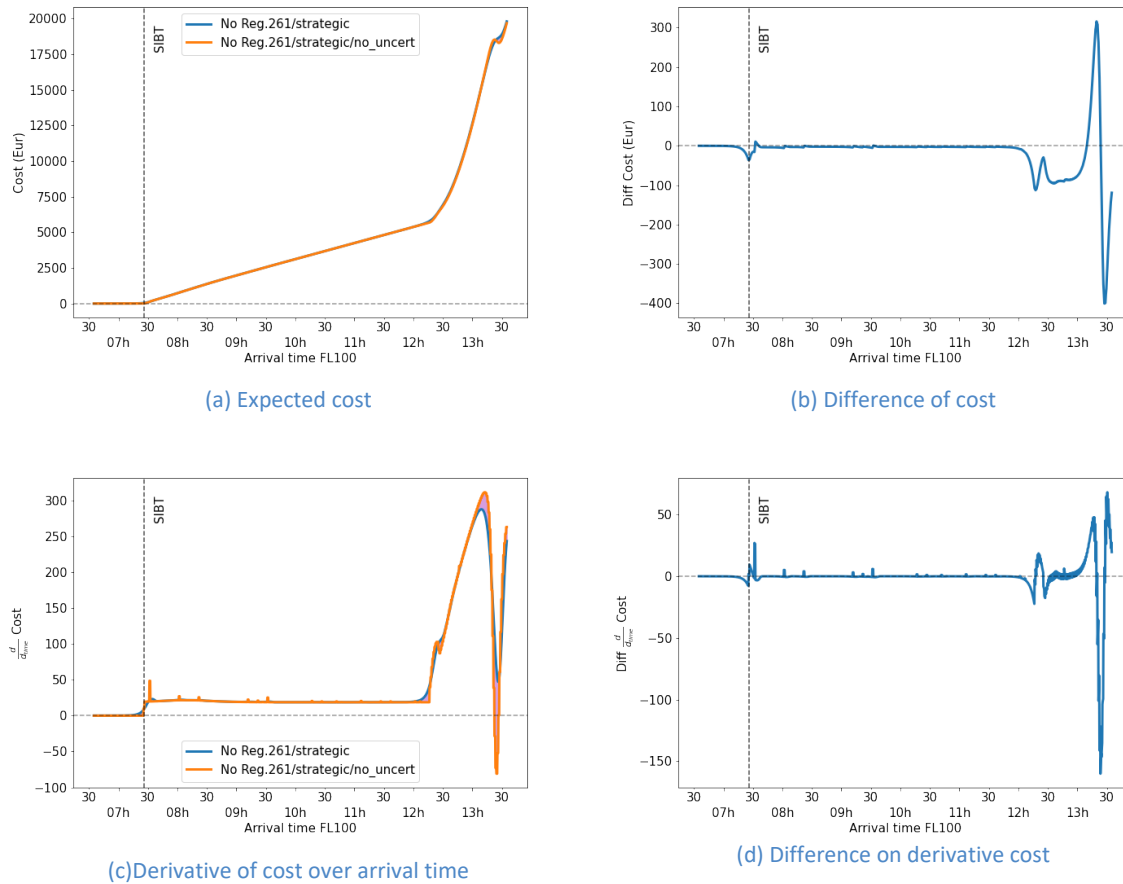 20000
17500
15000
12500
10000
7500
5000
2500
0
Cost (Eur)
SIBT
No Reg.261/strategic
No Reg.261/strategic/no_uncert
30 30 30 30 30 30 30 30
07h 08h 09h 10h 11h 12h 13h
Arrival time FL100
(a) Expected cost
300
200
100
0
−100
−200
−300
−400
Diff Cost (Eur)
SIBT
30 30 30 30 30 30 30 30
07h 08h 09h 10h 11h 12h 13h
Arrival time FL100
(b) Difference of cost
300
250
200
150
100
50
0
−50
−100
d/d_time Cost
SIBT
No Reg.261/strategic
No Reg.261/strategic/no_uncert
30 30 30 30 30 30 30 30
07h 08h 09h 10h 11h 12h 13h
Arrival time FL100
(c)Derivative of cost over arrival time
50
0
−50
−100
−150
Diff d/d_time Cost
SIBT
30 30 30 30 30 30 30 30
07h 08h 09h 10h 11h 12h 13h
Arrival time FL100
(d) Difference on derivative cost